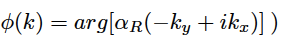 ϕ(k) = arg[α_R(−k_y + ik_x)] )